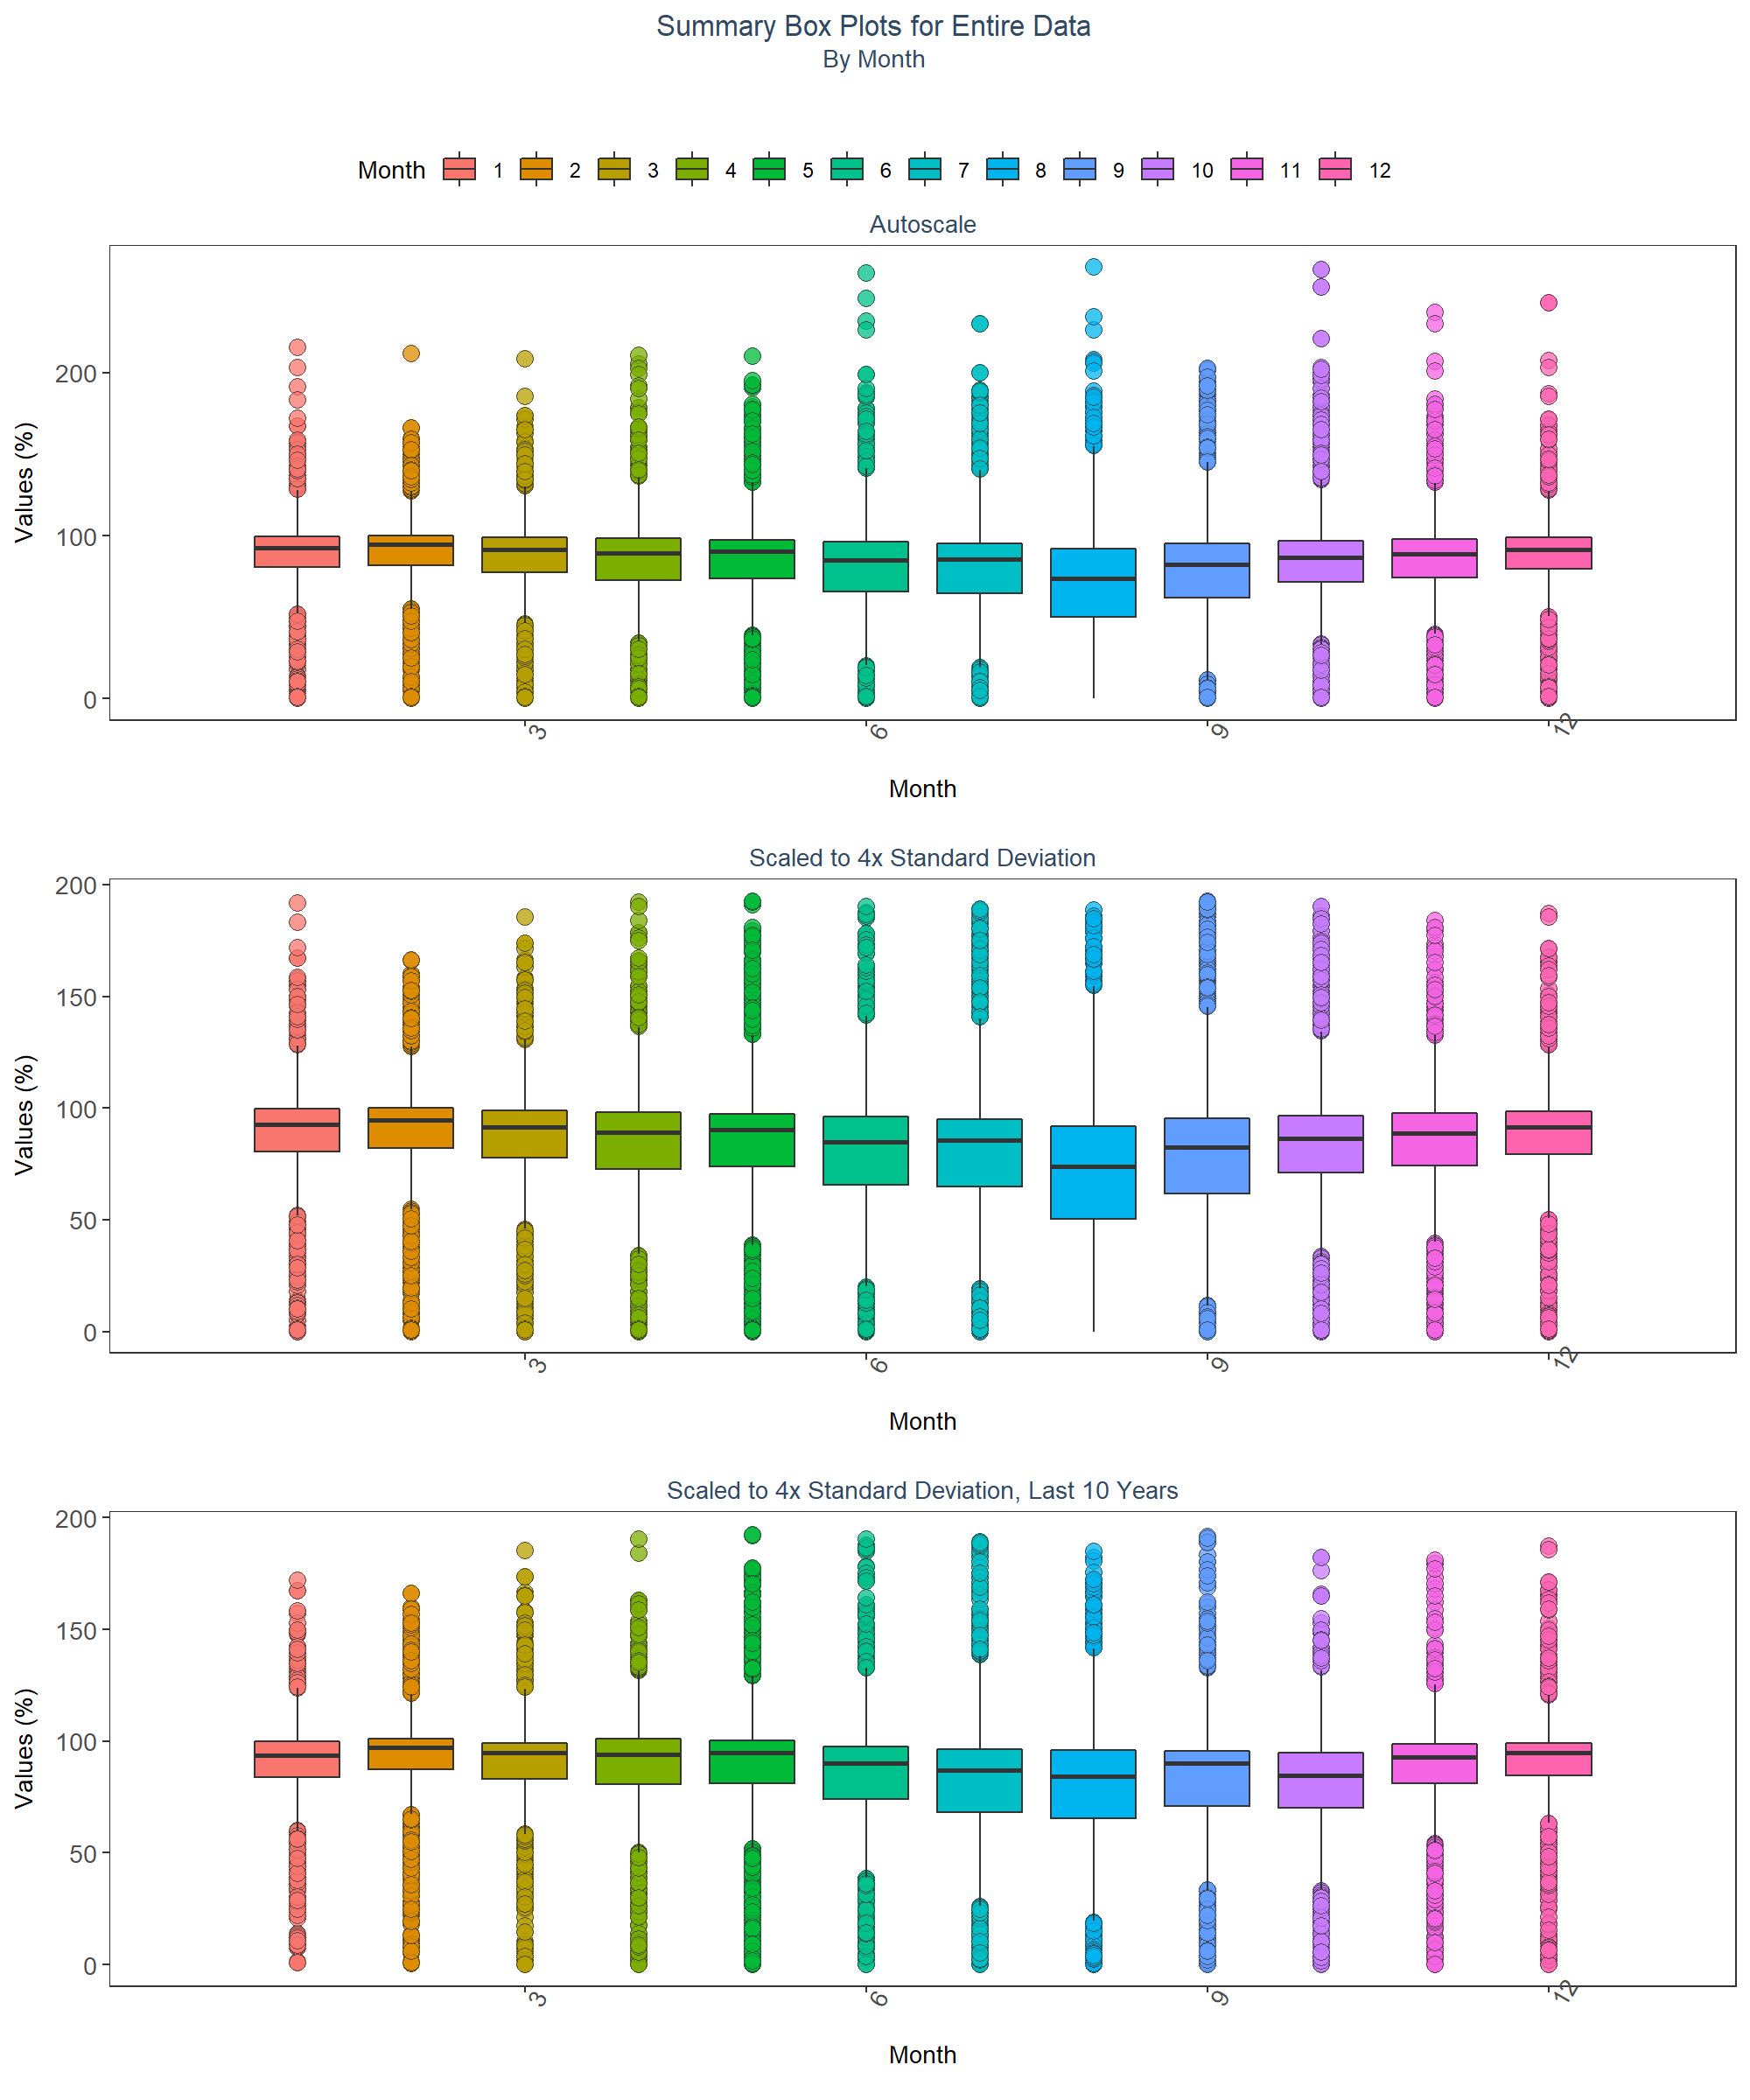 Summary Box Plots for Entire Data
By Month
Month 1 2 3 4 5 6 7 8 9 10 11 12
Autoscale
Values (%)
200
100
0
3 6 9 12
Month
Scaled to 4x Standard Deviation
Values (%)
200
150
100
50
0
3 6 9 12
Month
Scaled to 4x Standard Deviation, Last 10 Years
Values (%)
200
150
100
50
0
3 6 9 12
Month